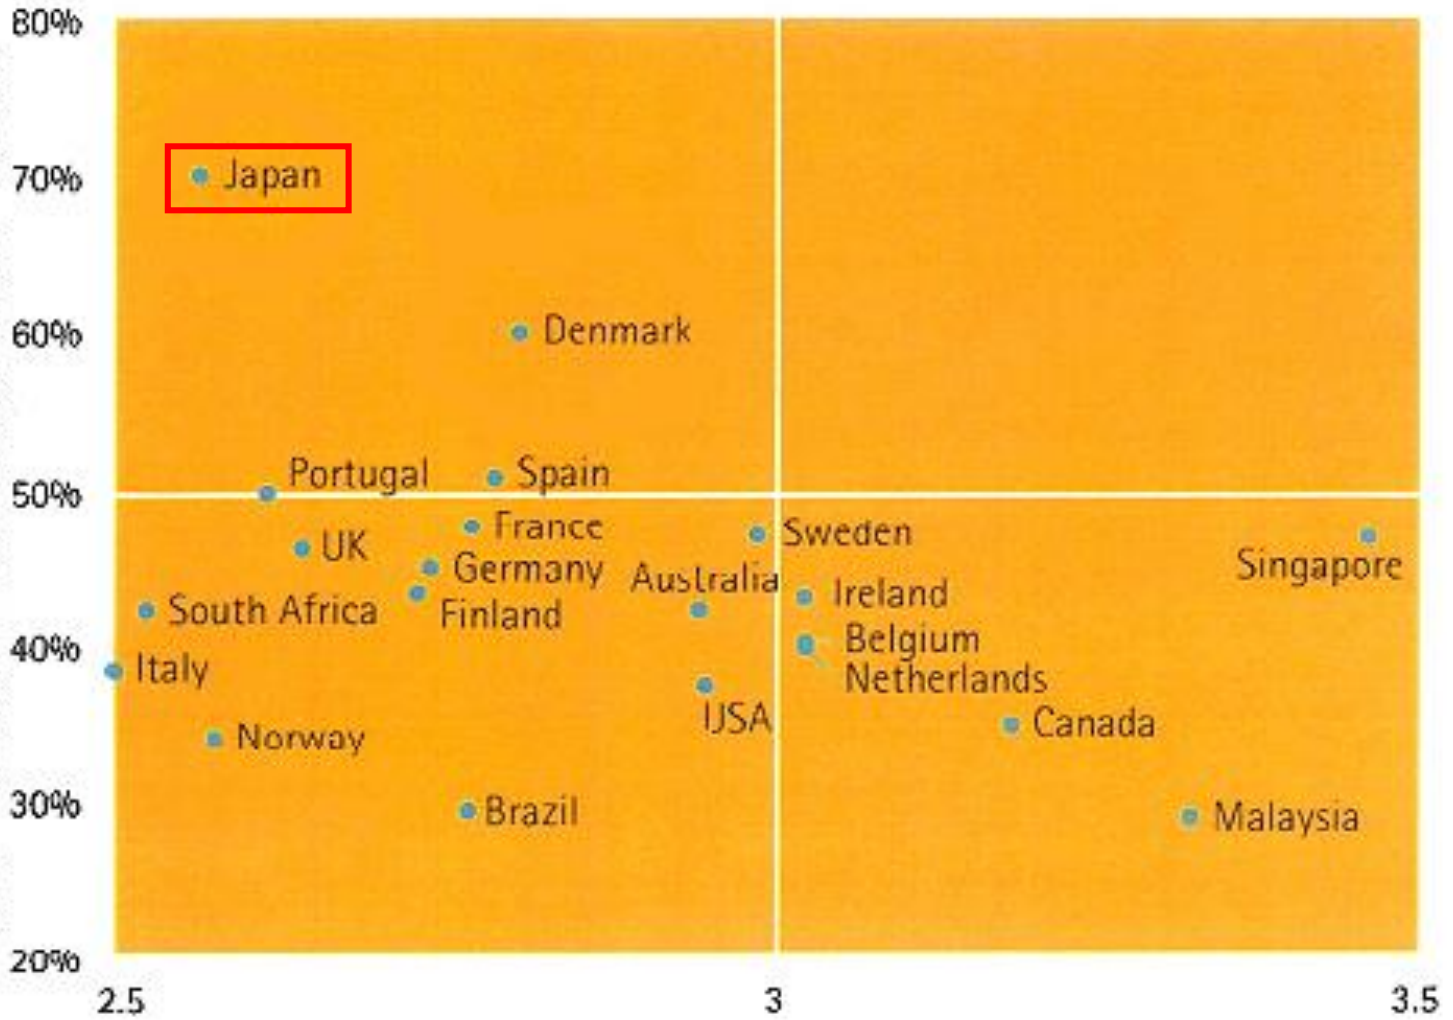 80%
70%
Japan
60%
Denmark
Portugal
Spain
50%
France
Sweden
UK
Singapore
Germany
Australia
Ireland
South Africa
Finland
40%
Belgium
Italy
Netherlands
USA
Canada
Norway
30%
Brazil
Malaysia
20%
2.5
3
3.5